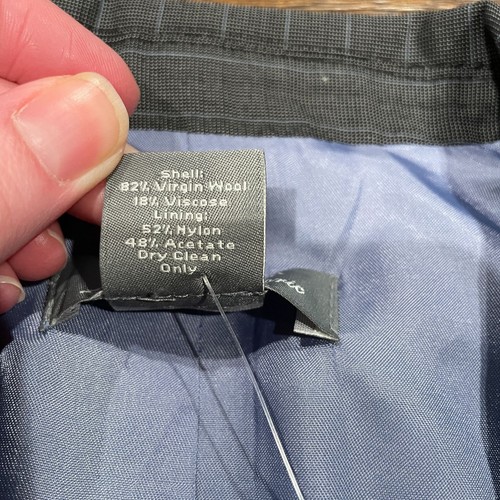 Shell:
82% Virgin Wool
18% Viscose
Lining:
52% Nylon
48% Acetate
Dry Clean
Only